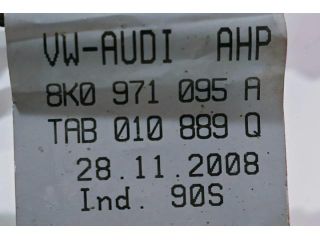 VW-AUDI AHP
8K0 971 095 A
TAB 010 889 Q
28.11.2008
Ind. 90S